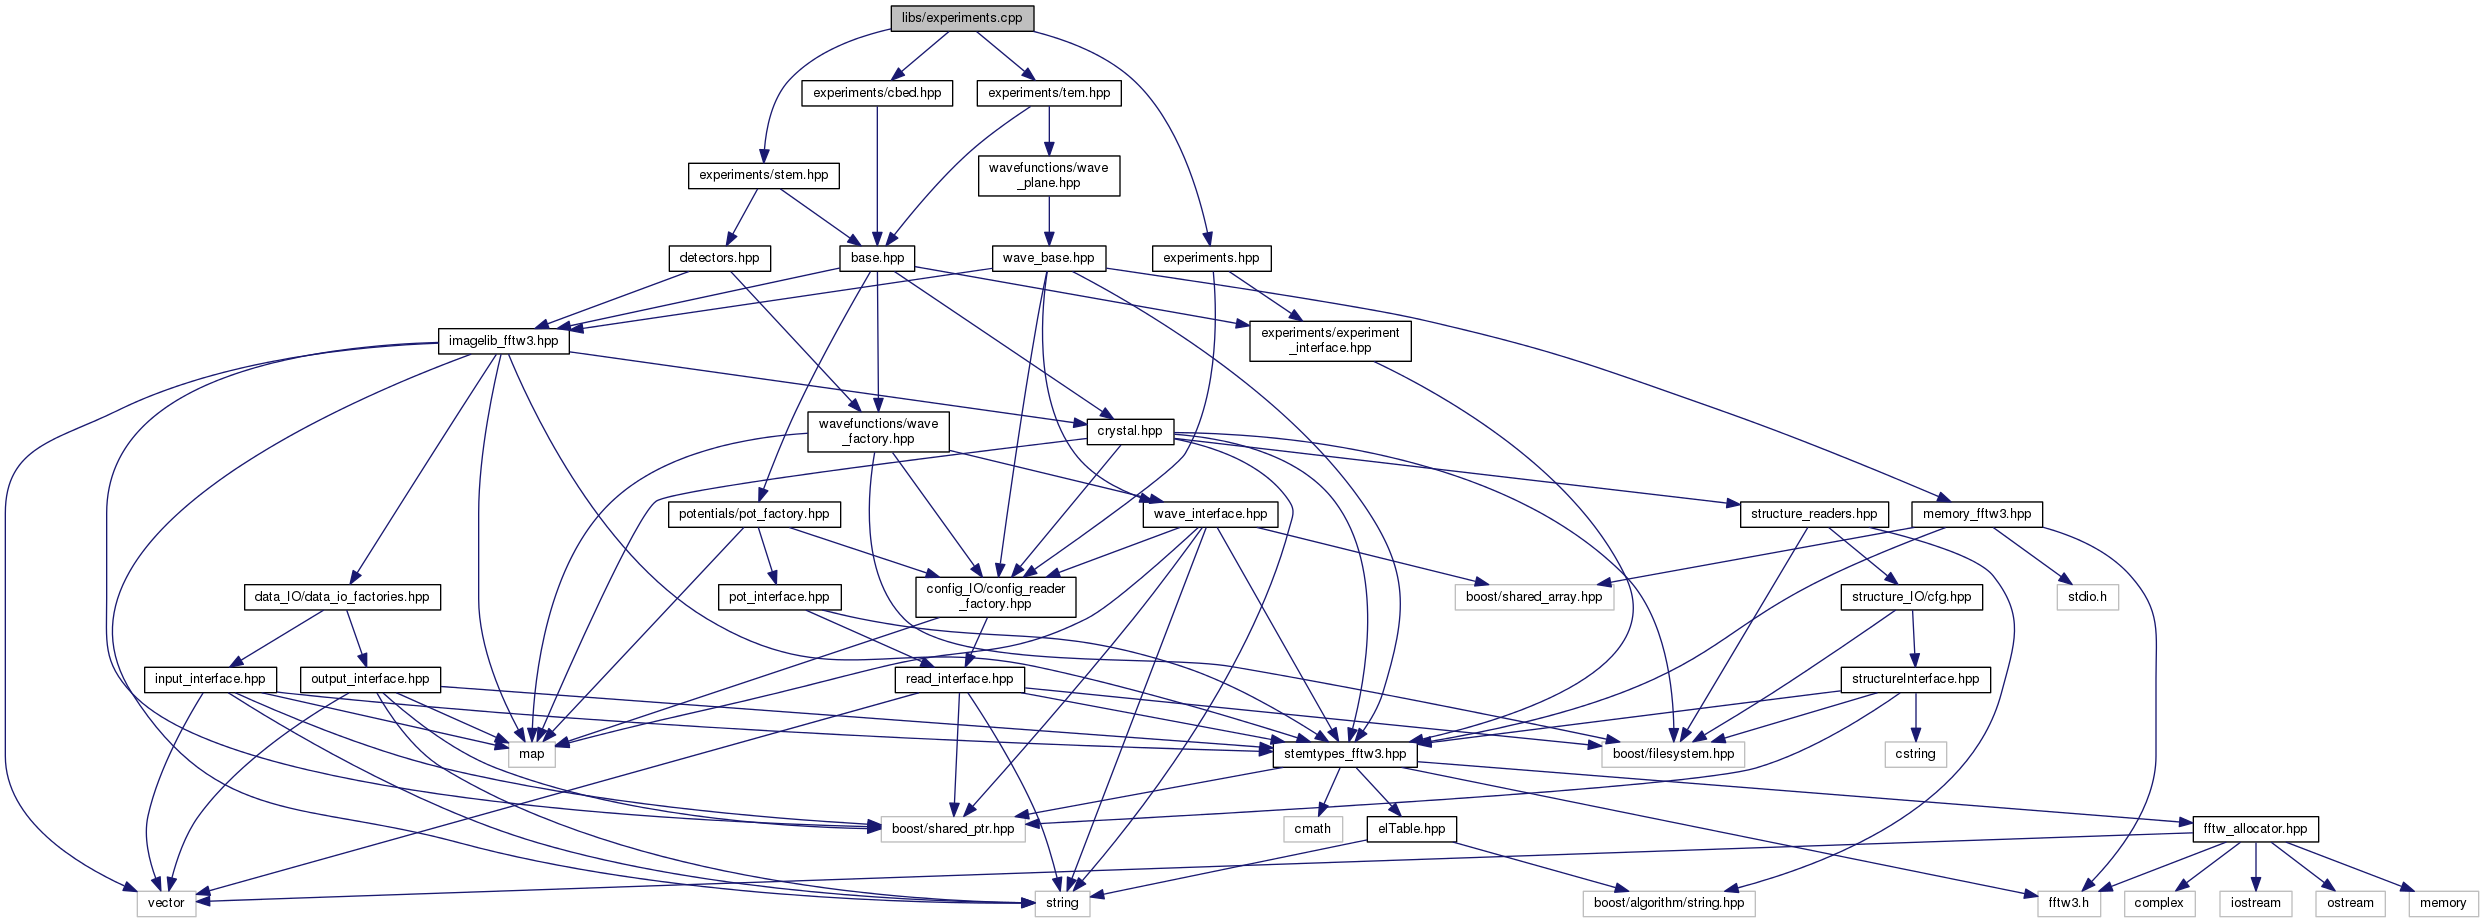 libs/experiments.cpp
experiments/cbed.hpp
experiments/tem.hpp
experiments/stem.hpp
wavefunctions/wave
_plane.hpp
detectors.hpp
base.hpp
wave_base.hpp
experiments.hpp
imagelib_fftw3.hpp
experiments/experiment
_interface.hpp
wavefunctions/wave
_factory.hpp
crystal.hpp
potentials/pot_factory.hpp
wave_interface.hpp
structure_readers.hpp
memory_fftw3.hpp
data_IO/data_io_factories.hpp
pot_interface.hpp
config_IO/config_reader
_factory.hpp
boost/shared_array.hpp
structure_IO/cfg.hpp
stdio.h
input_interface.hpp
output_interface.hpp
read_interface.hpp
structureInterface.hpp
map
stemtypes_fftw3.hpp
boost/filesystem.hpp
cstring
boost/shared_ptr.hpp
cmath
elTable.hpp
fftw_allocator.hpp
vector
string
boost/algorithm/string.hpp
fftw3.h
complex
iostream
ostream
memory